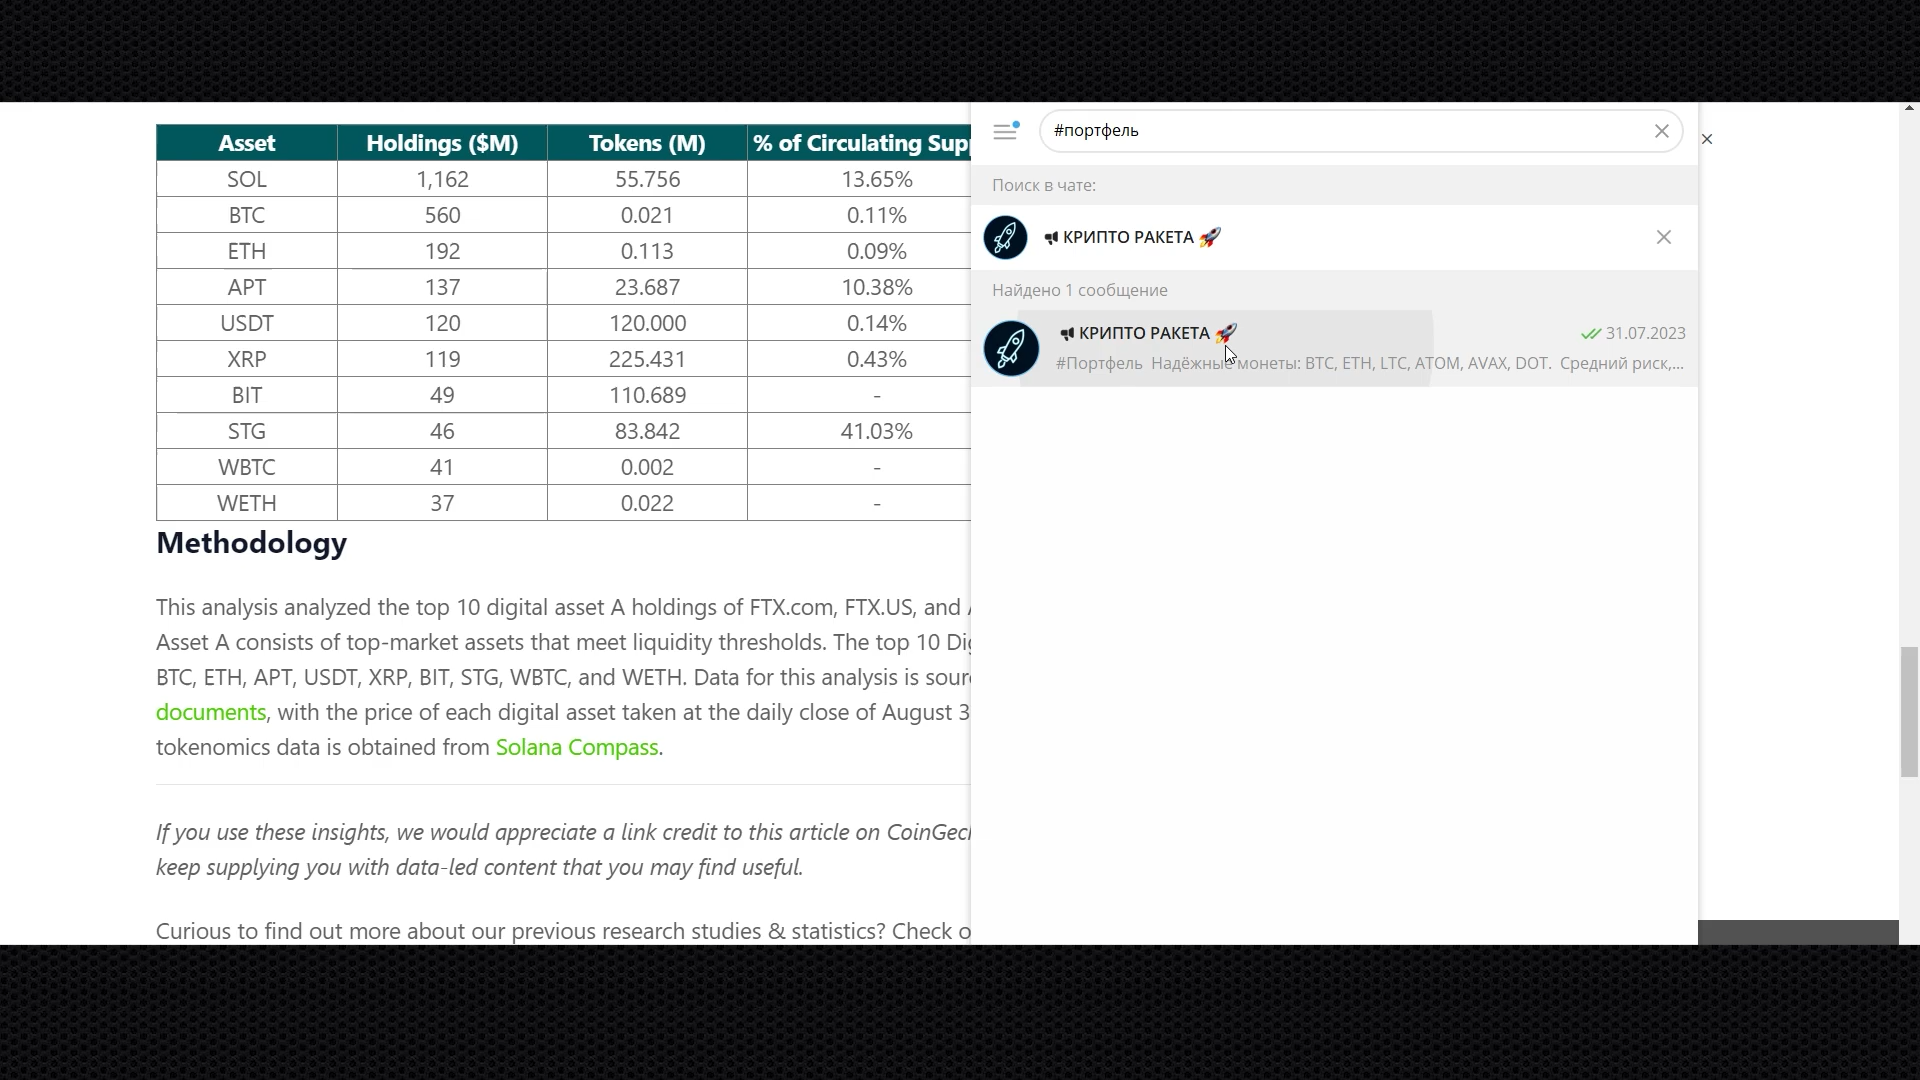 Asset Holdings ($M) Tokens (M) % of Circulating Sup
SOL 1,162 55.756 13.65%
BTC 560 0.021 0.11%
ETH 192 0.113 0.09%
APT 137 23.687 10.38%
USDT 120 120.000 0.14%
XRP 119 225.431 0.43%
BIT 49 110.689 -
STG 46 83.842 41.03%
WBTC 41 0.002 -
WETH 37 0.022 -
Methodology
This analysis analyzed the top 10 digital asset A holdings of FTX.com, FTX.US, and
Asset A consists of top-market assets that meet liquidity thresholds. The top 10
BTC, ETH, APT, USDT, XRP, BIT, STG, WBTC, and WETH. Data for this analysis is
documents, with the price of each digital asset taken at the daily close of August 3
tokenomics data is obtained from Solana Compass.
If you use these insights, we would appreciate a link credit to this article on
keep supplying you with data-led content that you may find useful.
Curious to find out more about our previous research studies & statistics? Check
#портфель
Поиск в чате:
КРИПТО РАКЕТА
Найдено 1 сообщение
КРИПТО РАКЕТА 31.07.2023
#Портфель Надёжные монеты: BTC, ETH, LTC, ATOM, AVAX, DOT. Средний риск,...